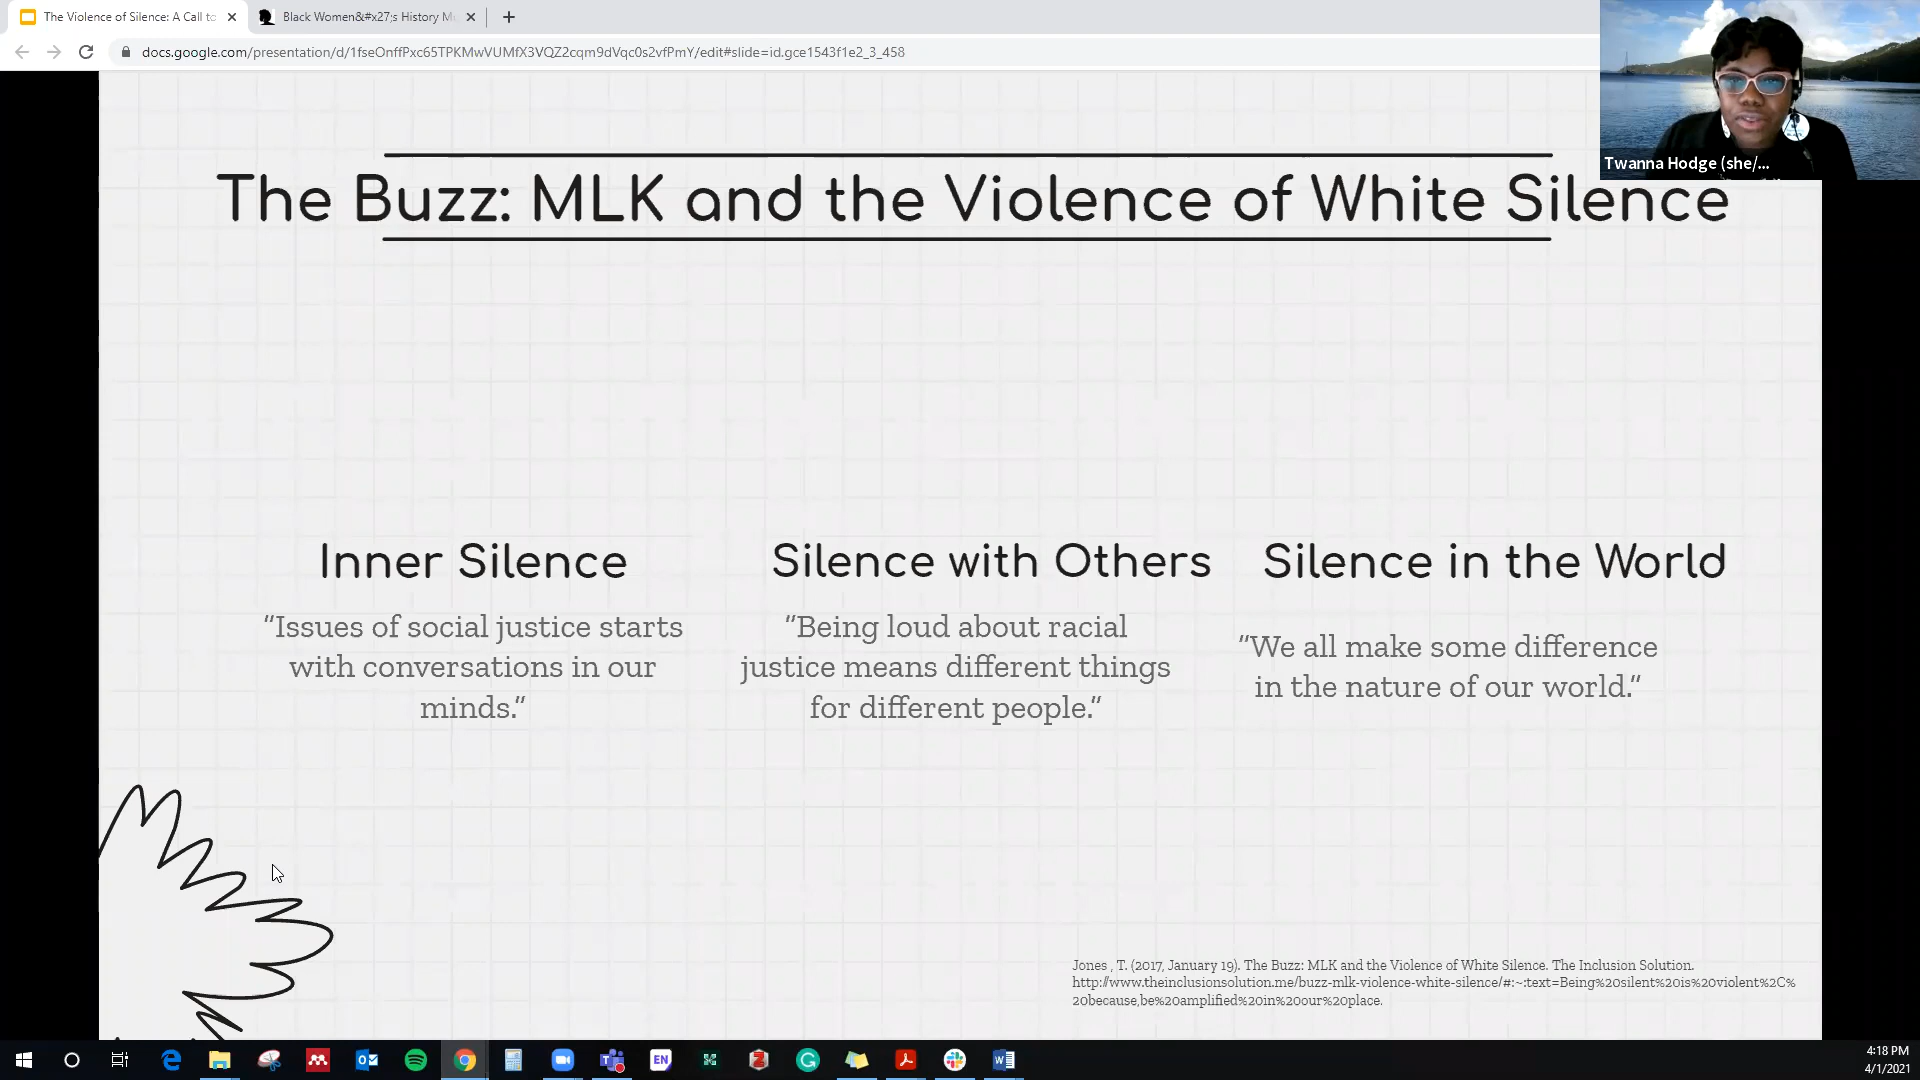 The Violence of Silence: A Call to
Black Women&#x27;s History Mu
docs.google.com/presentation/d/1fseOnffPxc65TPKMwVUMfX3VQZ2cqm9dVqc0s2vfPmY/edit#slide=id.gce1543f1e2_3_458
Twanna Hodge (she/...
The Buzz: MLK and the Violence of White Silence
Inner Silence
"Issues of social justice starts
with conversations in our
minds."
Silence with Others
"Being loud about racial
justice means different things
for different people."
Silence in the World
"We all make some difference
in the nature of our world."
Jones , T. (2017, January 19). The Buzz: MLK and the Violence of White Silence. The Inclusion Solution.
http://www.theinclusionsolution.me/buzz-mlk-violence-white-silence/#:~:text=Being%20silent%20is%20violent%2C%
20because,be%20amplified%20in%20our%20place.
EN
4:18 PM
4/1/2021